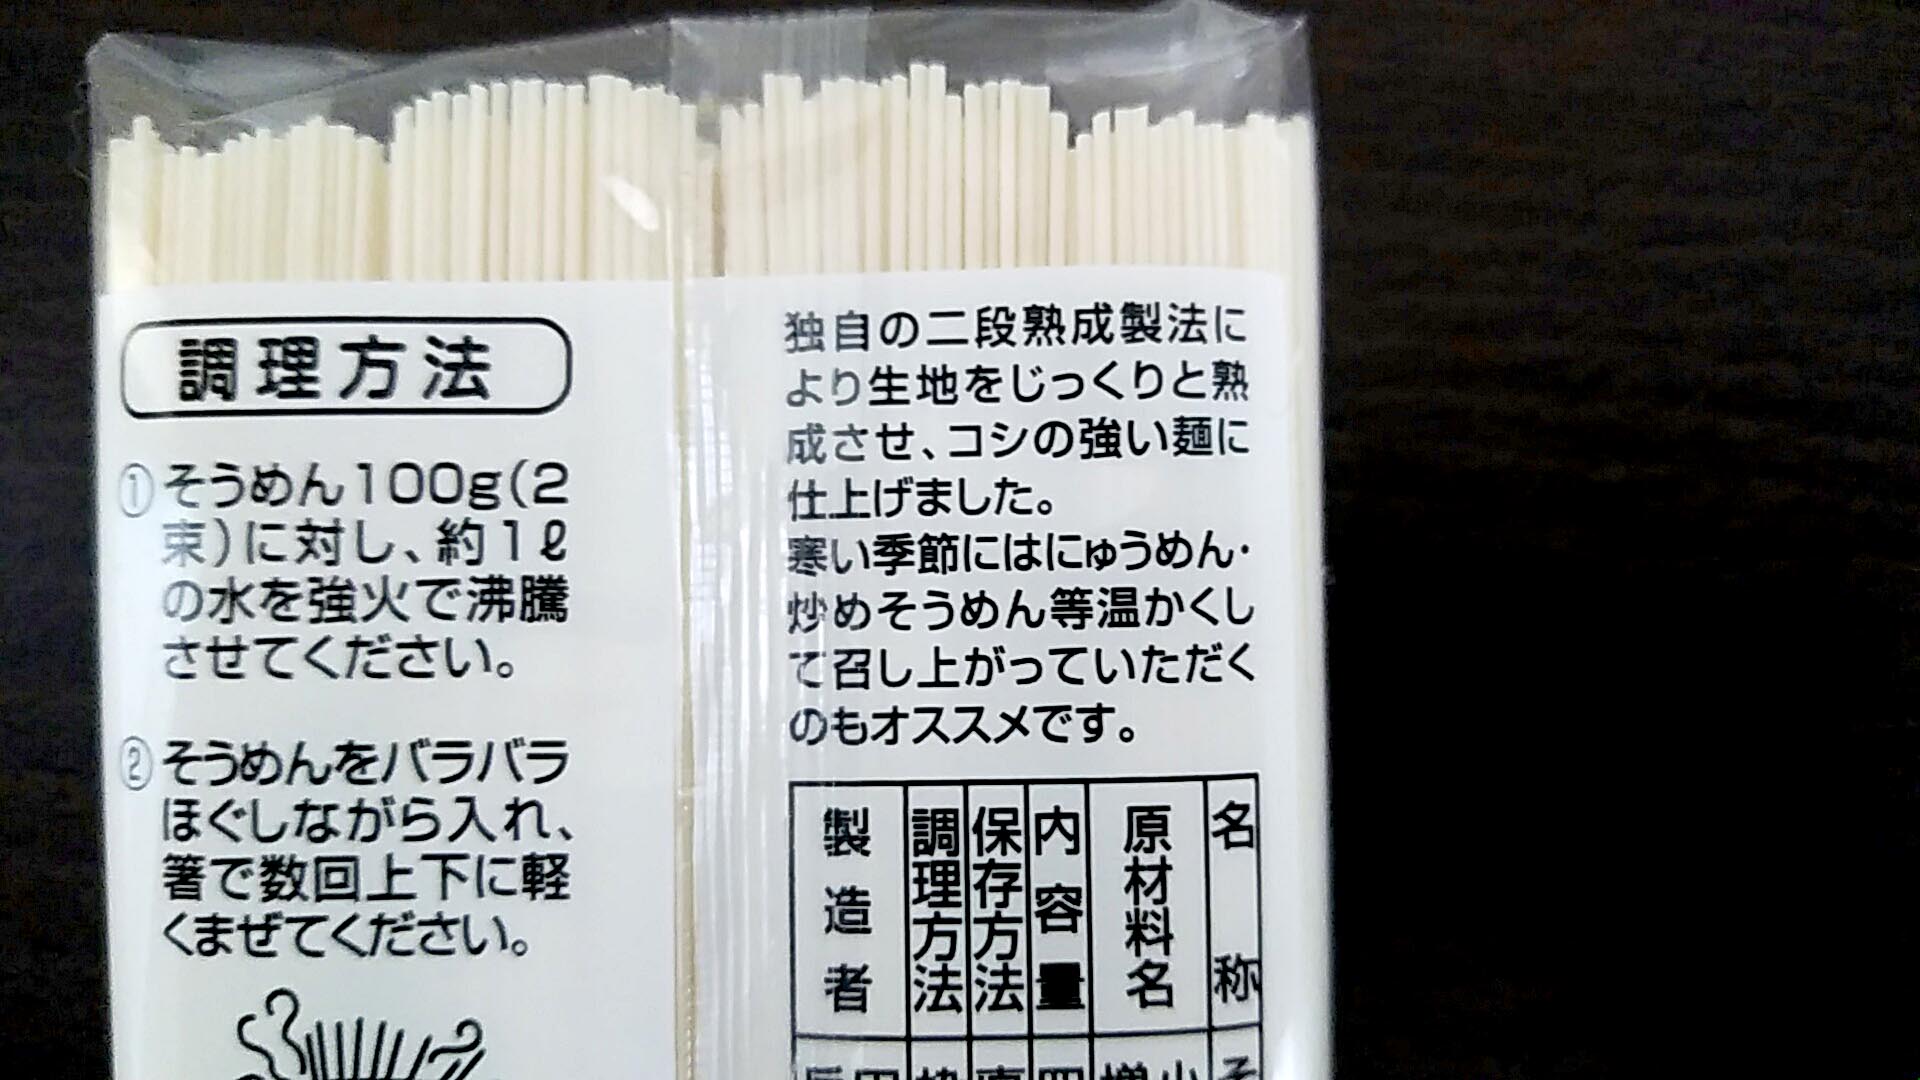 調理方法
①そうめん100g(2
束)に対し、約1ℓ
の水を強火で沸騰
させてください。
②そうめんをバラバラ
ほぐしながら入れ、
箸で数回上下に軽
くまぜてください。
独自の二段熟成製法に
より生地をじっくりと熟
成させ、コシの強い麺に
仕上げました。
寒い季節にはにゅうめん・
炒めそうめん等温かくし
て召し上がっていただく
のもオススメです。
名称
原材料名
内容量
保存方法
調理方法
製造者